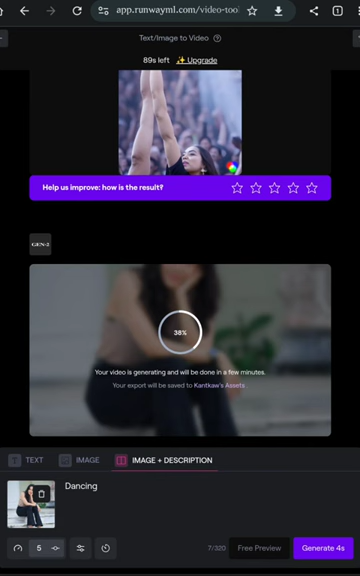 app.runwayml.com/video-tool
1
Text/Image to Video
89s left ✨ Upgrade
Help us improve: how is the result?
GEN-2
38%
Your video is generating and will be done in a few minutes.
Your export will be saved to Kantkaw's Assets
TEXT IMAGE IMAGE + DESCRIPTION
Dancing
5 7/320 Free Preview Generate 4s